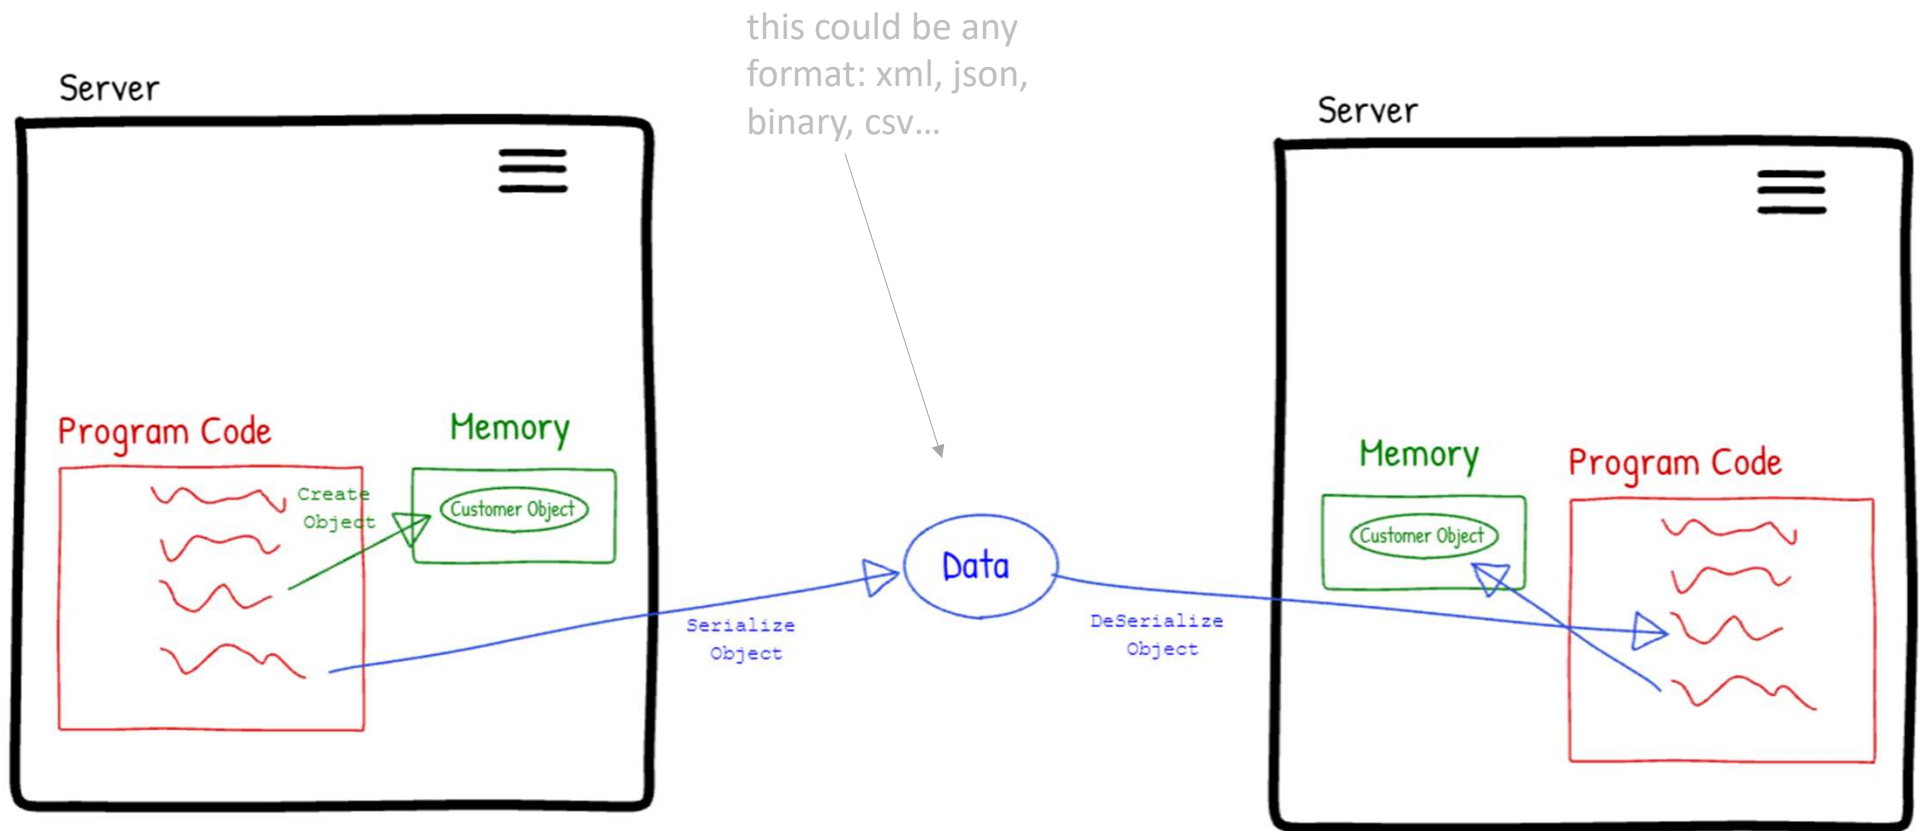 this could be any
format: xml, json,
binary, csv...
Server
Program Code
Memory
Create
Object
Customer Object
Serialize
Object
Data
DeSerialize
Object
Server
Memory
Customer Object
Program Code